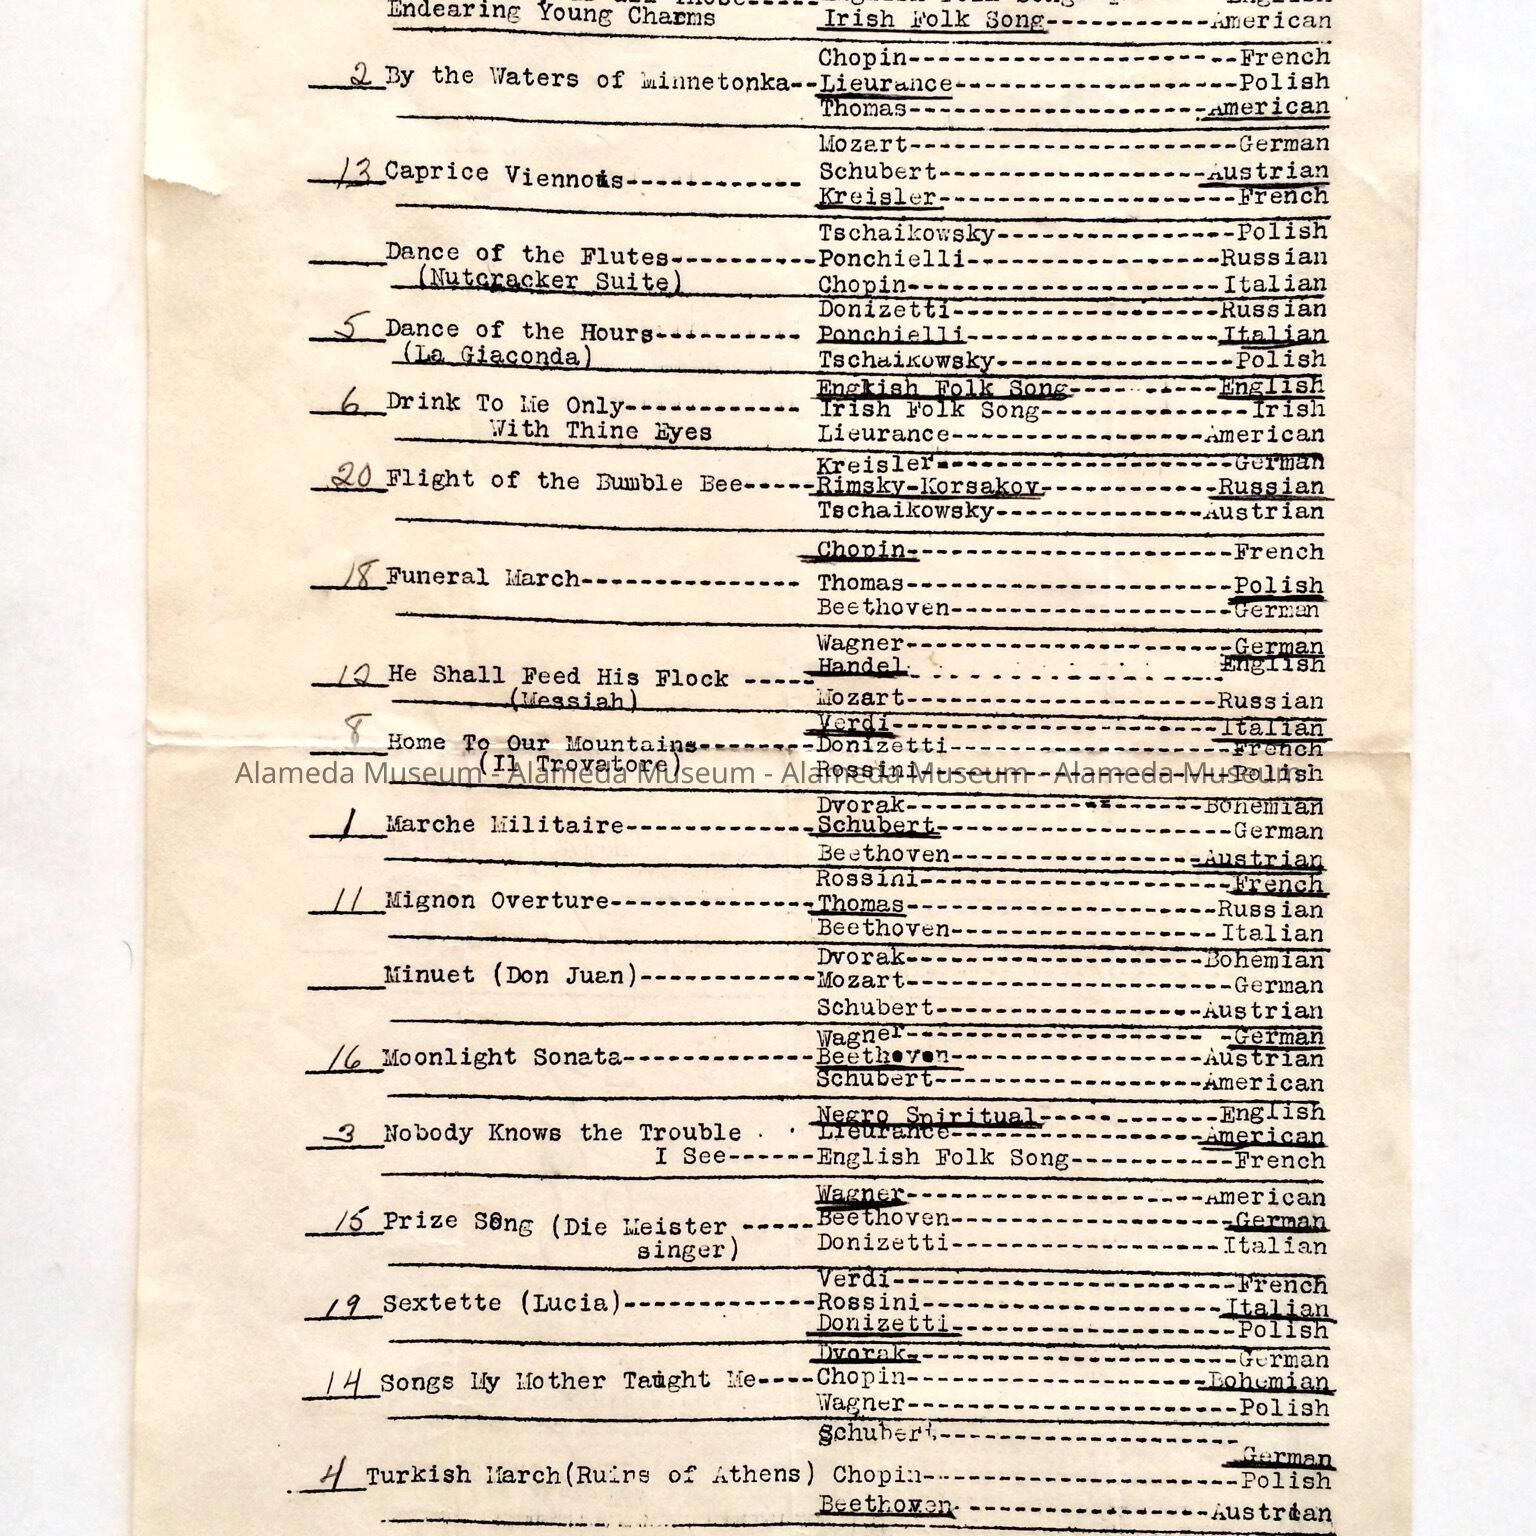 Endearing Young Charms Irish Folk Song----------------American
Chopin-------------------------French
2 By the Waters of Minnetonka--Lieurance----------------------Polish
Thomas----------------------American
Mozart-------------------------German
13 Caprice Viennois------------ Schubert--------------------Austrian
Kreisler-----------------------French
Tschaikowsky------------------Polish
Dance of the Flutes-----------Ponchielli-------------------Russian
(Nutcracker Suite) Chopin------------------------Italian
Donizetti--------------------Russian
5 Dance of the Hours----------- Ponchielli-------------------Italian
(La Giaconda) Tschaikowsky------------------Polish
Engkish Folk Song-----------English
6 Drink To Me Only------------- Irish Folk Song----------------Irish
With Thine Eyes Lieurance-------------------American
Kreisler----------------------German
20 Flight of the Bumble Bee-----Rimsky-Korsakov-------------Russian
Tschaikowsky---------------Austrian
Chopin------------------------French
18 Funeral March--------------- Thomas------------------------Polish
Beethoven---------------------German
Wagner------------------------German
12 He Shall Feed His Flock -----Handel-----------------------English
(Messiah) Mozart-----------------------Russian
8 Verdi------------------------Italian
Home To Our Mountains---------Donizetti---------------------French
(Il Trovatore) Rossini-----------------------Polish
Alameda Museum - Alameda Museum - Alameda Museum - Alameda Museum
Dvorak---------------------Bohemian
1 Marche Militaire--------------Schubert----------------------German
Beethoven------------------Austrian
Rossini-----------------------French
11 Mignon Overture---------------Thomas-----------------------Russian
Beethoven--------------------Italian
Dvorak---------------------Bohemian
Minuet (Don Juan)-------------Mozart------------------------German
Schubert-------------------Austrian
Wagner------------------------German
16 Moonlight Sonata-------------Beethoven------------------Austrian
Schubert-------------------American
Negro Spiritual-------------English
3 Nobody Knows the Trouble Lieurance------------------American
I See------English Folk Song------------French
Wagner---------------------American
15 Prize Song (Die Meister -----Beethoven---------------------German
singer) Donizetti--------------------Italian
Verdi-------------------------French
19 Sextette (Lucia)-------------Rossini----------------------Italian
Donizetti---------------------Polish
Dvorak------------------------German
14 Songs My Mother Taught Me----Chopin---------------------Bohemian
Wagner------------------------Polish
Schubert-----------------------
German
4 Turkish March(Ruins of Athens) Chopin-----------------------Polish
Beethoven-------------------Austrian